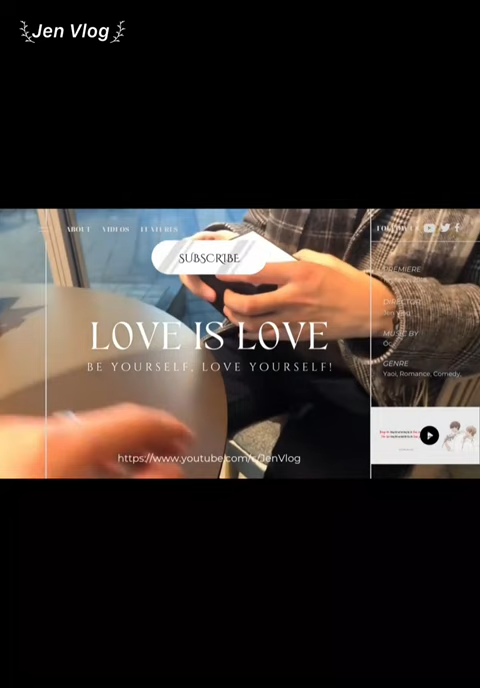 Jen Vlog
ABOUT VIDEOS FEATURES
FOLLOW US
SUBSCRIBE
PREMIERE
DIRECTOR
LOVE IS LOVE
MUSIC BY
BE YOURSELF, LOVE YOURSELF!
GENRE
Yaoi, Romance, Comedy
https://www.youtube.com/c/JenVlog